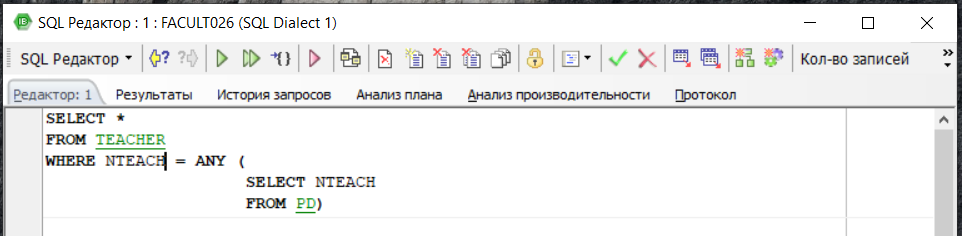 SQL Редактор : 1 : FACULT026 (SQL Dialect 1)
SQL Редактор Кол-во записей
Редактор: 1 Результаты История запросов Анализ плана Анализ производительности Протокол
SELECT *
FROM TEACHER
WHERE NTEACH = ANY (
SELECT NTEACH
FROM PD)